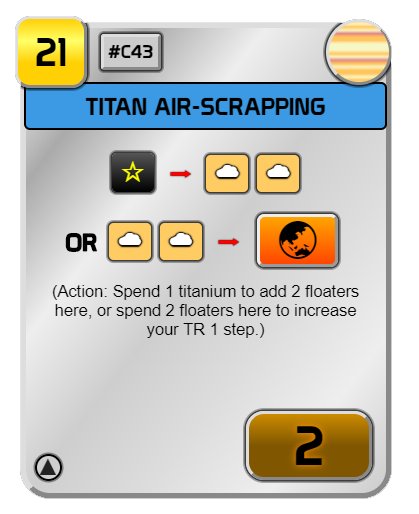 21
#C43
TITAN AIR-SCRAPPING
OR
(Action: Spend 1 titanium to add 2 floaters
here, or spend 2 floaters here to increase
your TR 1 step.)
2